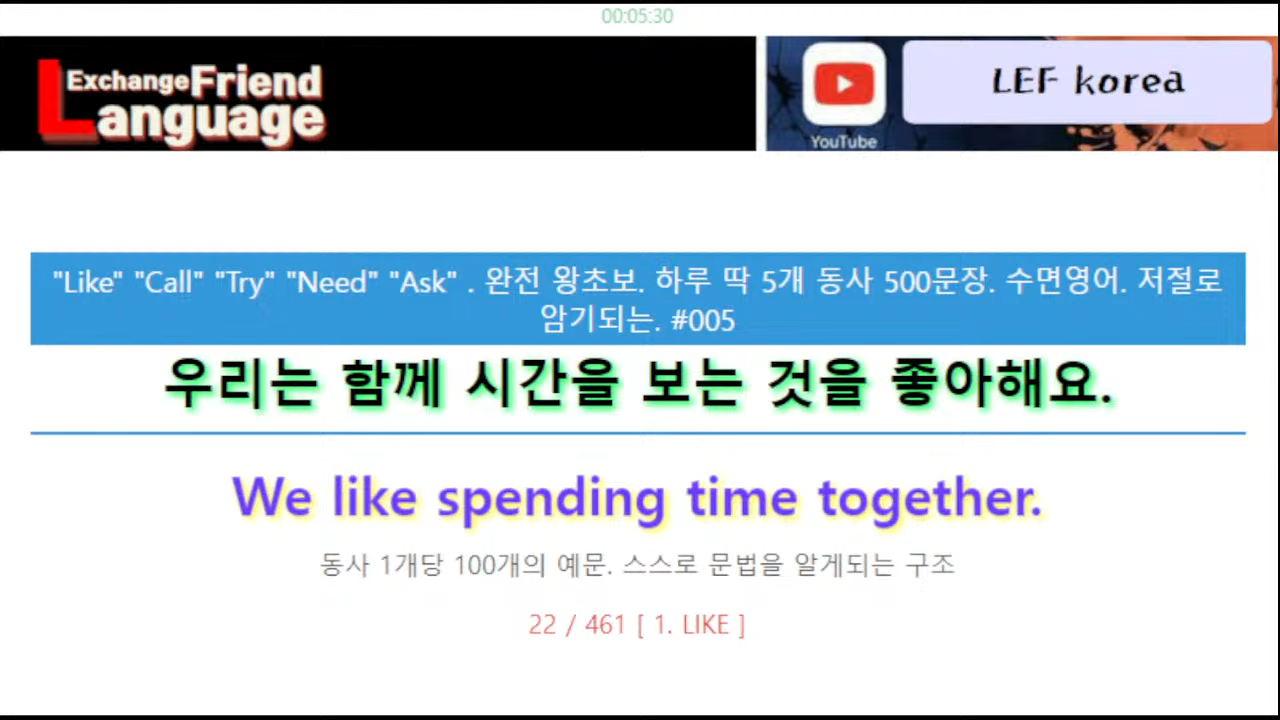 00:05:30
Exchange Friend
Language
LEF korea
YouTube
"Like" "Call" "Try" "Need" "Ask" . 완전 왕초보. 하루 딱 5개 동사 500문장. 수면영어. 저절로
암기되는. #005
우리는 함께 시간을 보는 것을 좋아해요.
We like spending time together.
동사 1개당 100개의 예문. 스스로 문법을 알게되는 구조
22 / 461 [ 1. LIKE ]